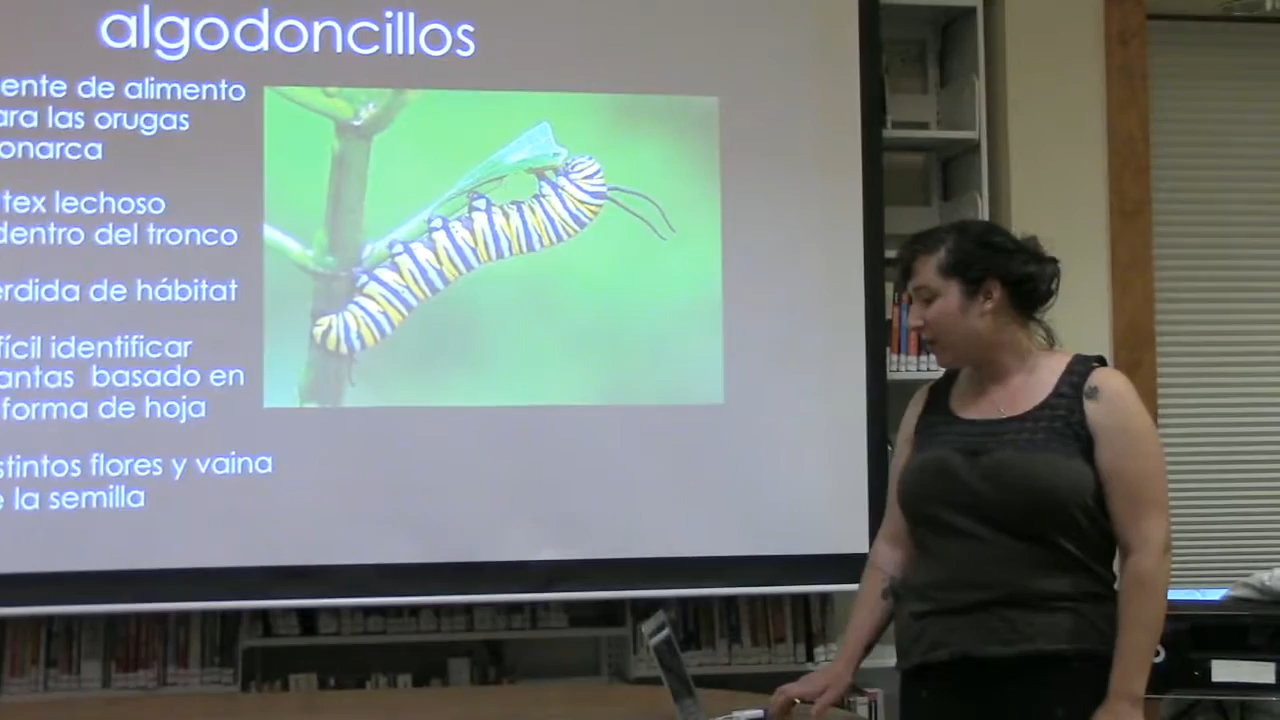 algodoncillos
ente de alimento
ara las orugas
onarca
tex lechoso
dentro del tronco
erdida de hábitat
fícil identificar
antas basado en
forma de hoja
stintos flores y vaina
e la semilla